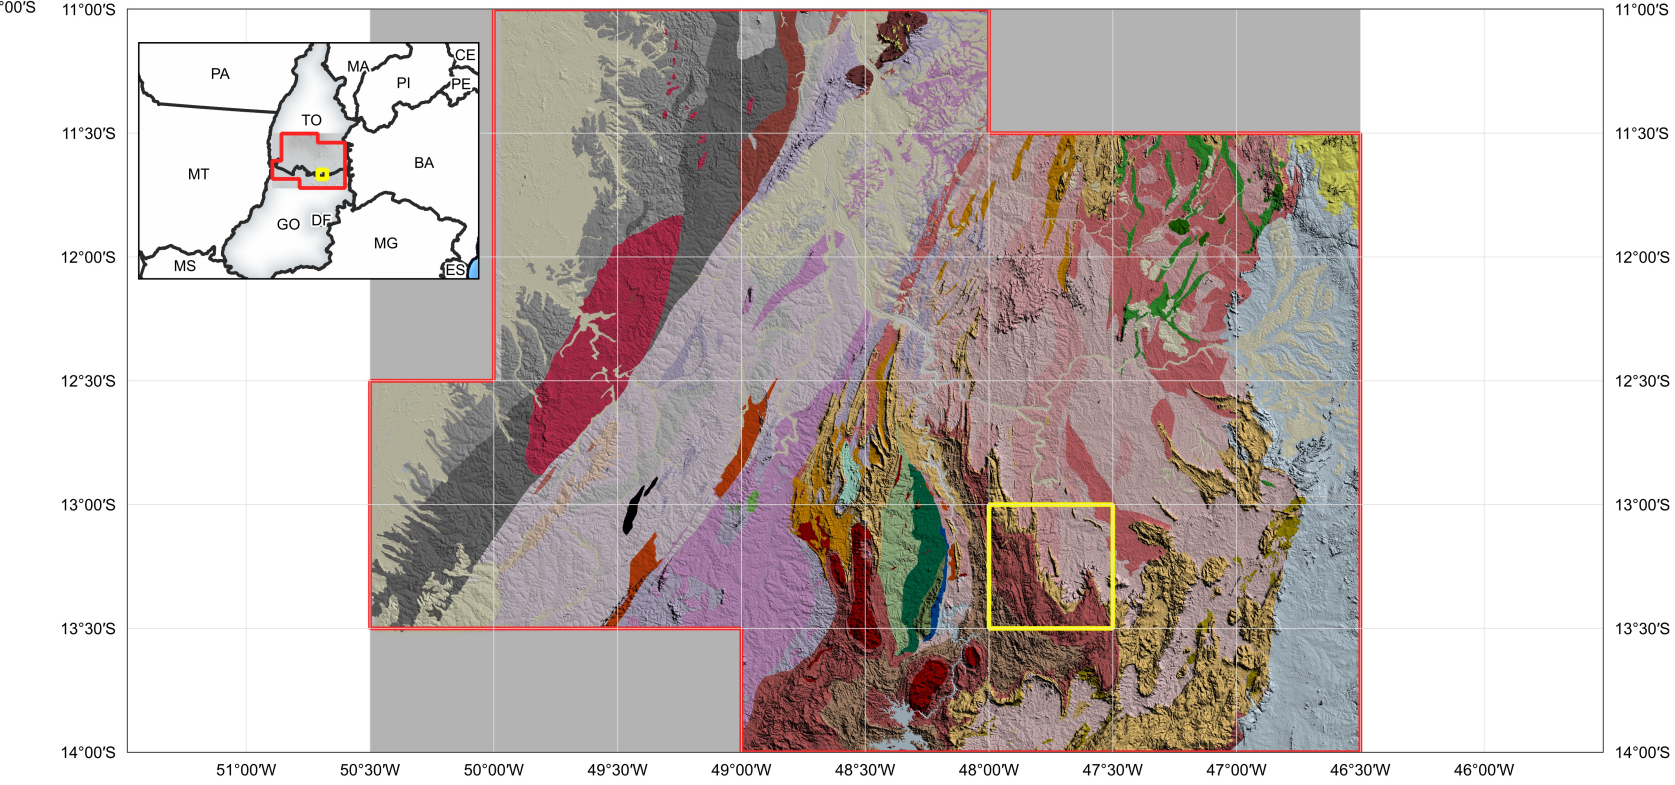 °00'S
11°00'S
11°00'S
PA
MA
CE
PI
PE
TO
11°30'S
11°30'S
MT
BA
GO
DF
MG
12°00'S
12°00'S
MS
ES
12°30'S
12°30'S
13°00'S
13°00'S
13°30'S
13°30'S
14°00'S
14°00'S
51°00'W
50°30'W
50°00'W
49°30'W
49°00'W
48°30'W
48°00'W
47°30'W
47°00'W
46°30'W
46°00'W